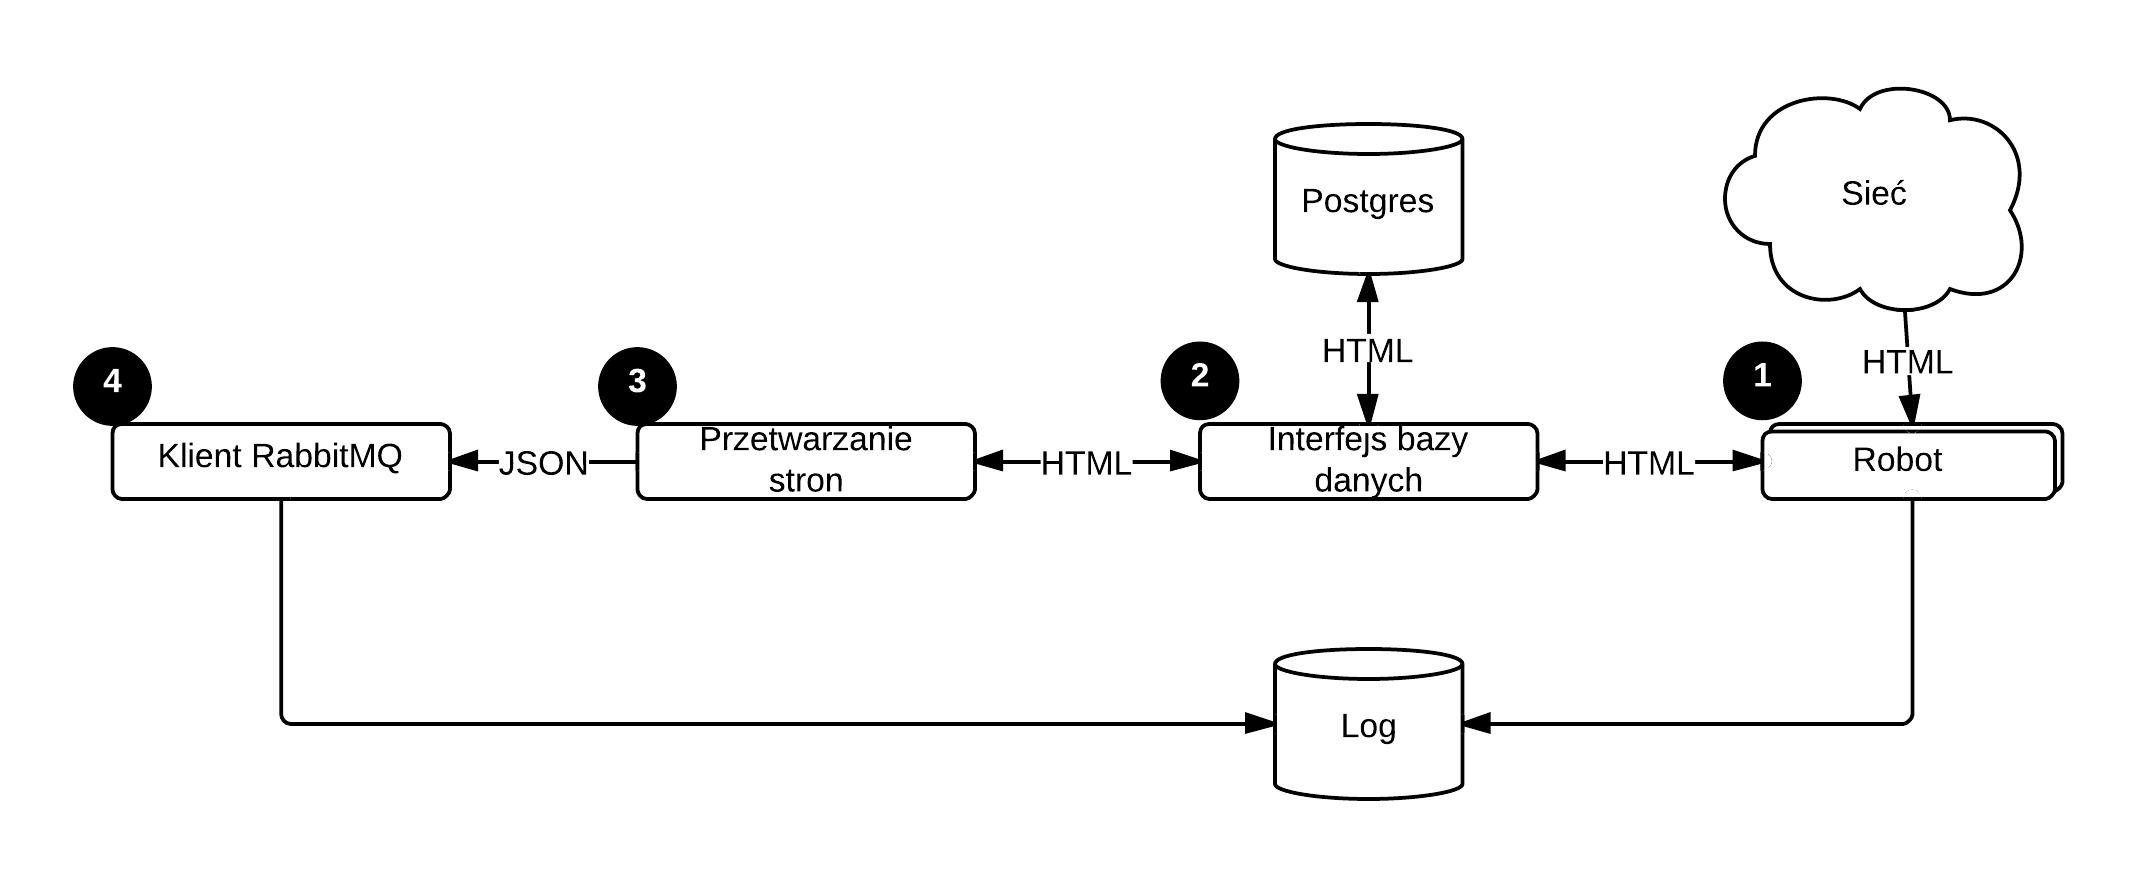 Postgres
Sieć
HTML
HTML
4
3
2
1
Klient RabbitMQ
JSON
Przetwarzanie
stron
HTML
Interfejs bazy
danych
HTML
Robot
Log